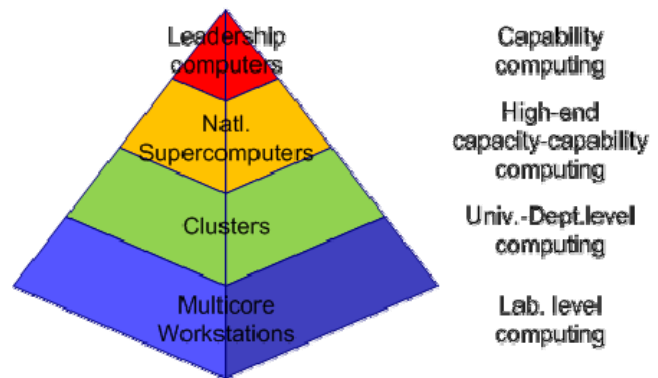 Leadership
computers
Capability
computing
Natl.
Supercomputers
High-end
capacity-capability
computing
Clusters
Univ.-Dept.level
computing
Multicore
Workstations
Lab. level
computing